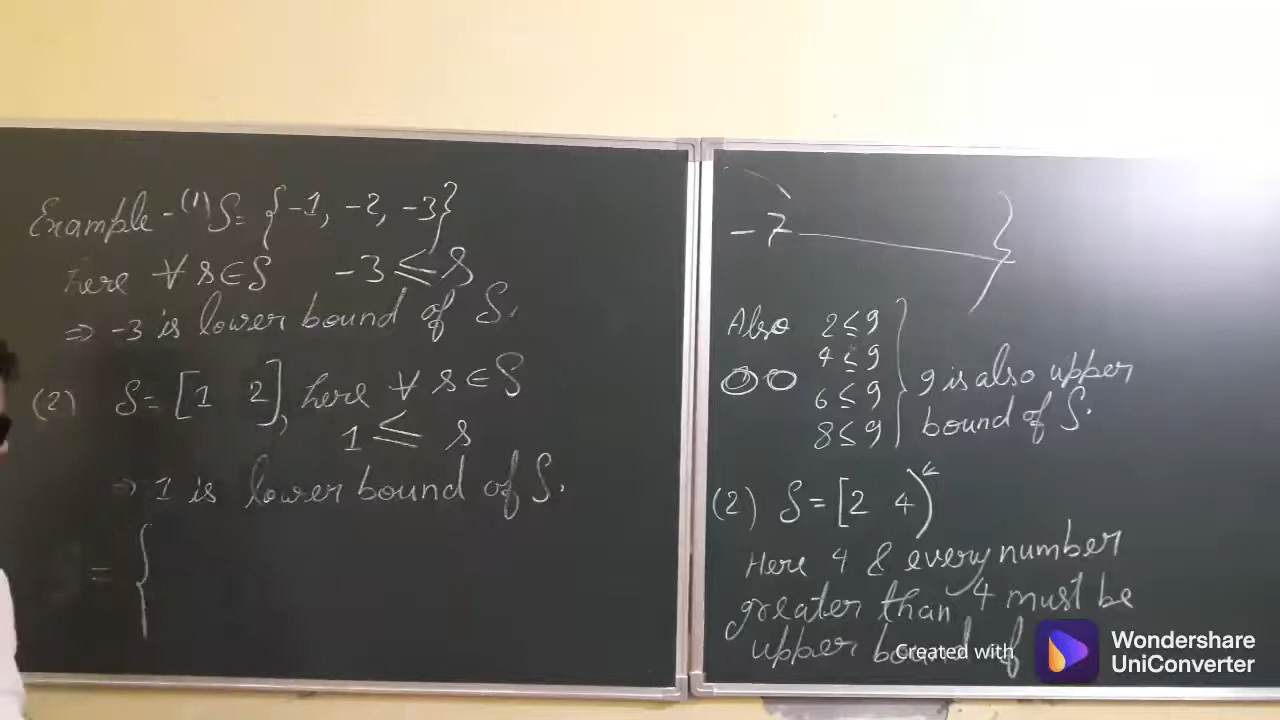 Example - (1) S = {-1, -2, -3}
here ∀ s ∈ S -3 ≤ s
⇒ -3 is lower bound of S.
(2) S = [1 2], here ∀ s ∈ S
1 ≤ s
⇒ 1 is lower bound of S.
= {
-7 }
Also 2 ≤ 9
4 ≤ 9
6 ≤ 9
8 ≤ 9
} 9 is also upper
bound of S.
(2) S = [2 4)
Here 4 & every number
greater than 4 must be
upper bound of
Created with
Wondershare
UniConverter